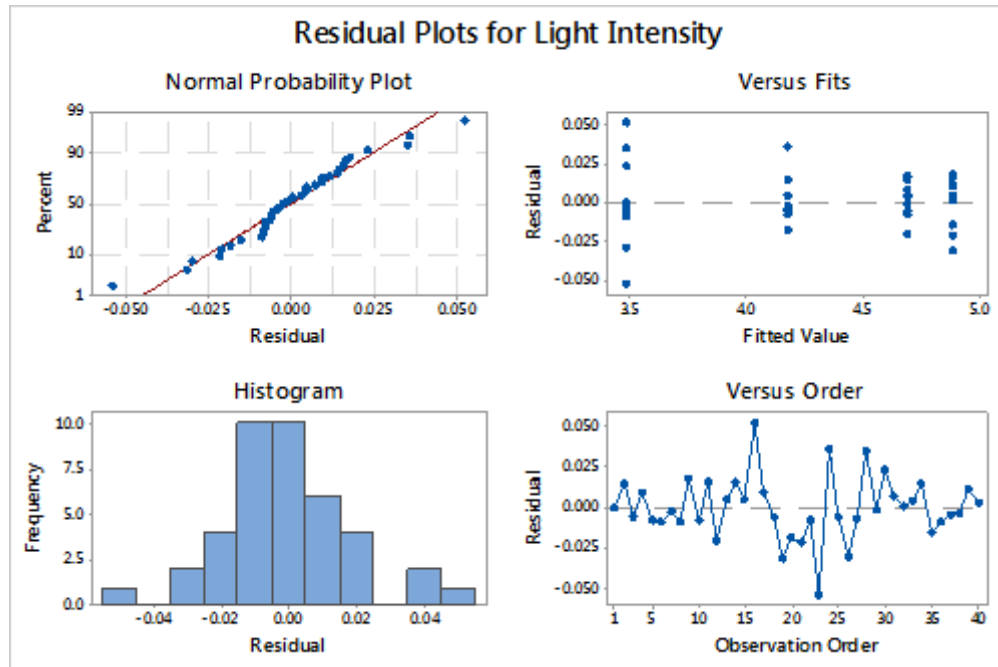 Residual Plots for Light Intensity
Normal Probability Plot
99
90
50
10
1
Percent
-0.050 -0.025 0.000 0.025 0.050
Residual
Versus Fits
0.050
0.025
0.000
-0.025
-0.050
Residual
3.5 4.0 4.5 5.0
Fitted Value
Histogram
10.0
7.5
5.0
2.5
0.0
Frequency
-0.04 -0.02 0.00 0.02 0.04
Residual
Versus Order
0.050
0.025
0.000
-0.025
-0.050
Residual
1 5 10 15 20 25 30 35 40
Observation Order